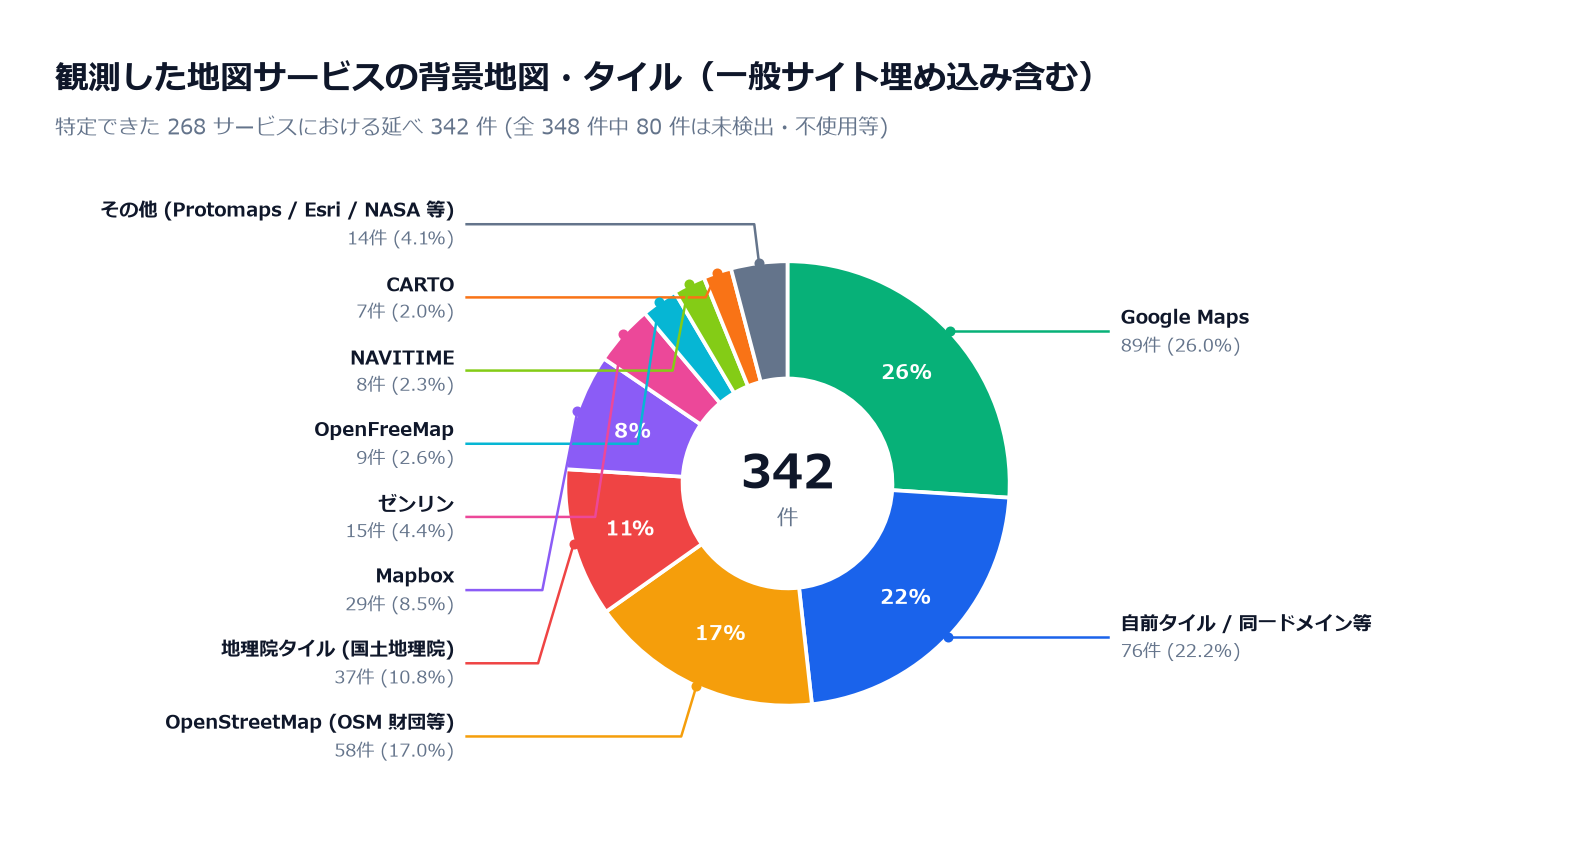 観測した地図サービスの背景地図・タイル（一般サイト埋め込み含む）
特定できた 268 サービスにおける延べ 342 件 (全 348 件中 80 件は未検出・不使用等)
その他 (Protomaps / Esri / NASA 等)
14件 (4.1%)
CARTO
7件 (2.0%)
NAVITIME
8件 (2.3%)
OpenFreeMap
9件 (2.6%)
ゼンリン
15件 (4.4%)
Mapbox
29件 (8.5%)
地理院タイル (国土地理院)
37件 (10.8%)
OpenStreetMap (OSM 財団等)
58件 (17.0%)
26%
22%
17%
11%
8%
342
件
Google Maps
89件 (26.0%)
自前タイル / 同一ドメイン等
76件 (22.2%)